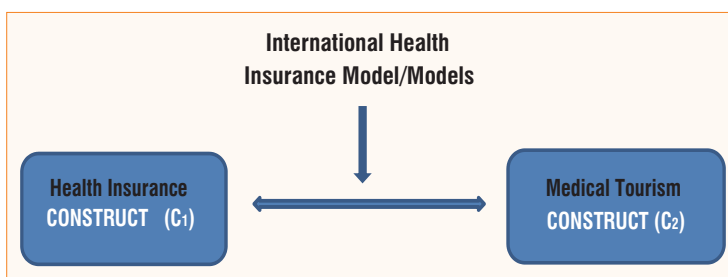 International Health
Insurance Model/Models
Health Insurance
CONSTRUCT (C1)
Medical Tourism
CONSTRUCT (C2)